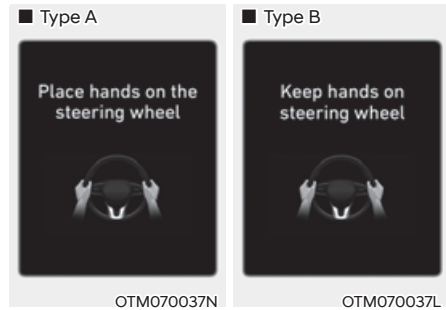 ■ Type A
Place hands on the
steering wheel
OTM070037N
■ Type B
Keep hands on
steering wheel
OTM070037L